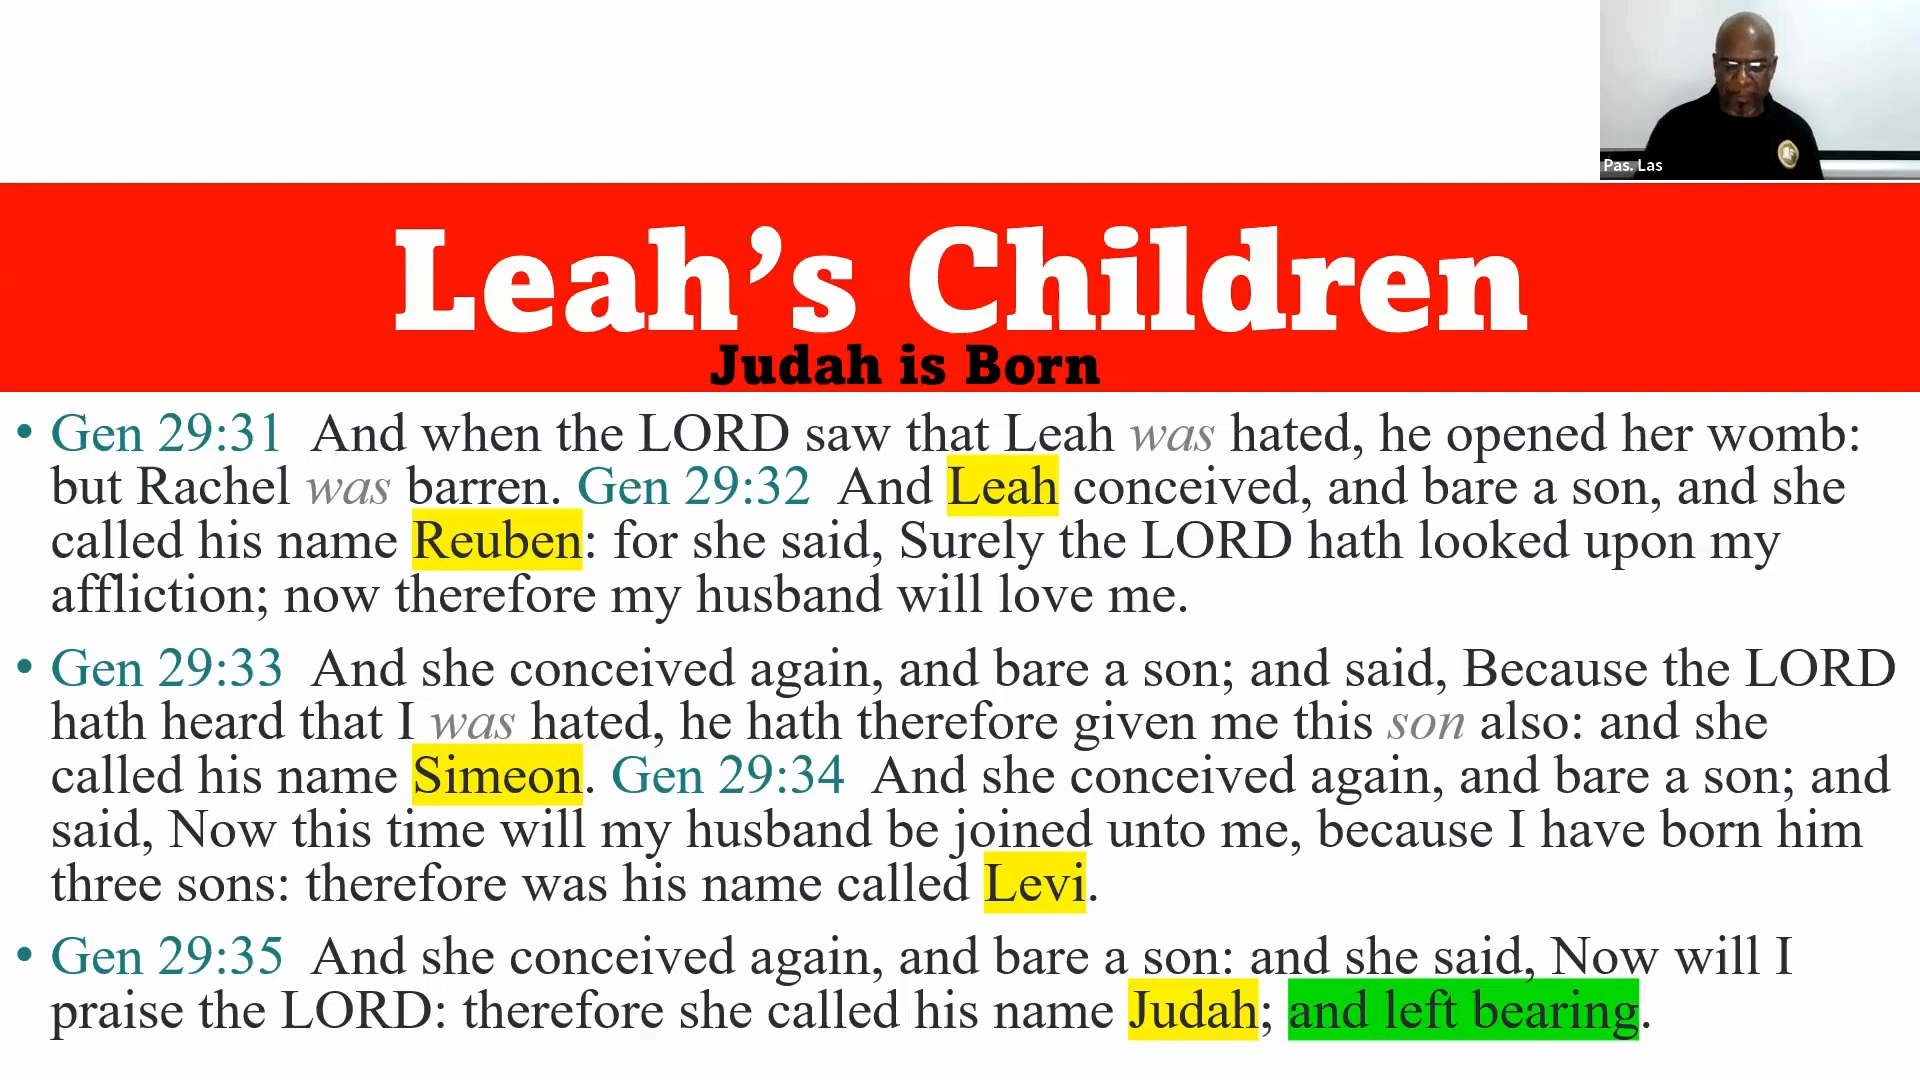 Pas. Las
Leah’s Children
Judah is Born
• Gen 29:31  And when the LORD saw that Leah was hated, he opened her womb:
but Rachel was barren. Gen 29:32  And Leah conceived, and bare a son, and she
called his name Reuben: for she said, Surely the LORD hath looked upon my
affliction; now therefore my husband will love me.
• Gen 29:33  And she conceived again, and bare a son; and said, Because the LORD
hath heard that I was hated, he hath therefore given me this son also: and she
called his name Simeon. Gen 29:34  And she conceived again, and bare a son; and
said, Now this time will my husband be joined unto me, because I have born him
three sons: therefore was his name called Levi.
• Gen 29:35  And she conceived again, and bare a son: and she said, Now will I
praise the LORD: therefore she called his name Judah; and left bearing.